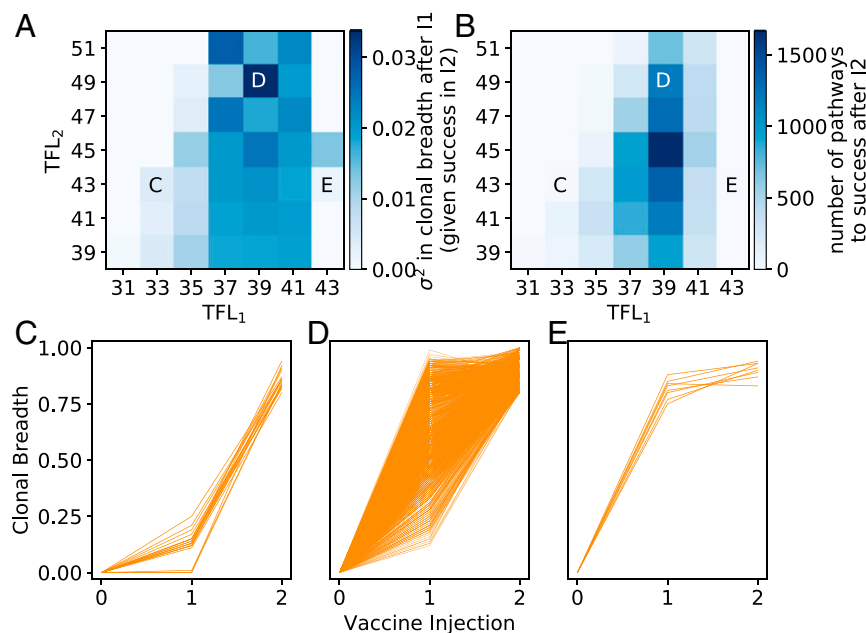 A
B
51
49
47
45
43
41
39
TFL₂
D
C
E
31 33 35 37 39 41 43
TFL₁
0.03
0.02
0.01
0.00
σ² in clonal breadth after I1
(given success in I2)
51
49
47
45
43
41
39
D
C
E
31 33 35 37 39 41 43
TFL₁
1500
1000
500
0
number of pathways
to success after I2
C
D
E
1.00
0.75
0.50
0.25
0.00
Clonal Breadth
0 1 2
0 1 2
0 1 2
Vaccine Injection